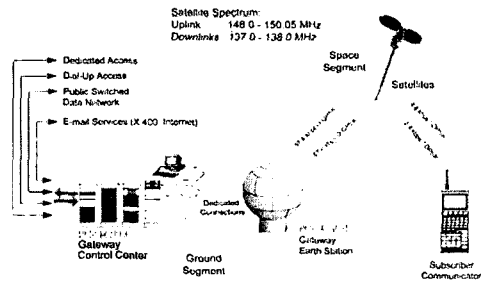 Satellite Spectrum:
Uplink 148.0 - 150.05 MHz
Downlinks 137.0 - 138.0 MHz
Space
Segment
Satellites
Dedicated Access
Dial-Up Access
Public Switched
Data Network
E-mail Services (X.400 Internet)
Dedicated
Connections
Gateway
Control Center
Gateway
Earth Station
Ground
Segment
Subscriber
Communicator